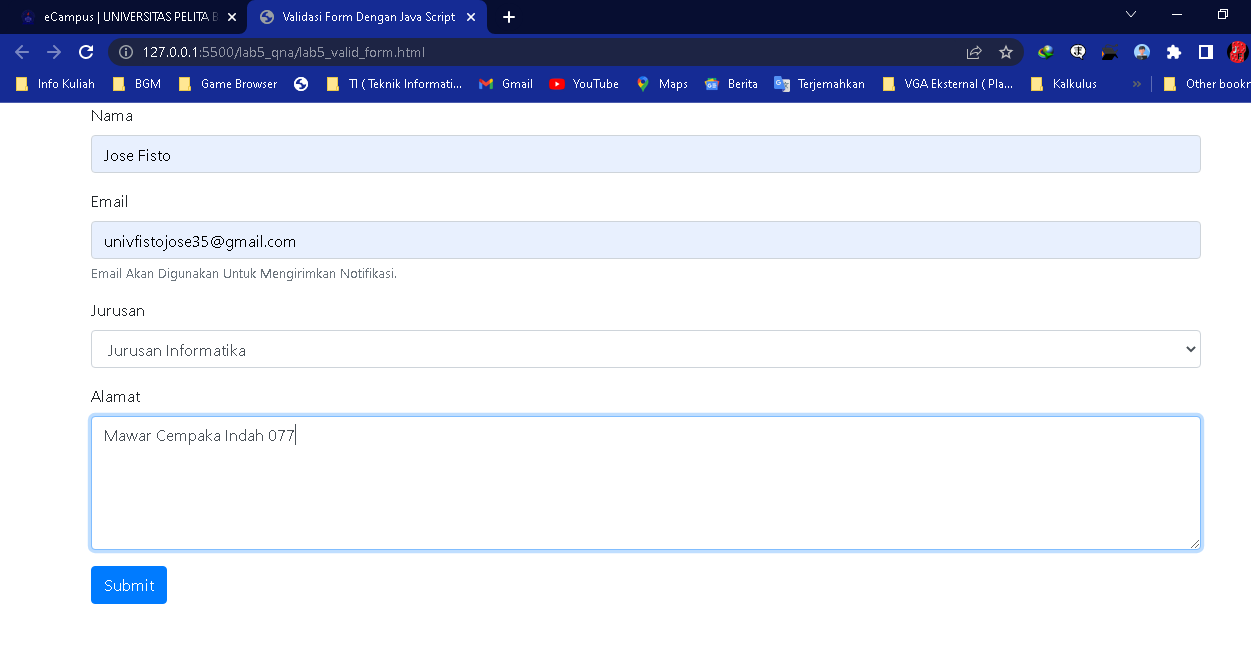 eCampus | UNIVERSITAS PELITA B
Validasi Form Dengan Java Script
127.0.0.1:5500/lab5_qna/lab5_valid_form.html
Info Kuliah BGM Game Browser TI ( Teknik Informati... Gmail YouTube Maps Berita Terjemahkan VGA Eksternal ( Pla... Kalkulus » Other bookr
Nama
Jose Fisto
Email
univfistojose35@gmail.com
Email Akan Digunakan Untuk Mengirimkan Notifikasi.
Jurusan
Jurusan Informatika
Alamat
Mawar Cempaka Indah 077
Submit